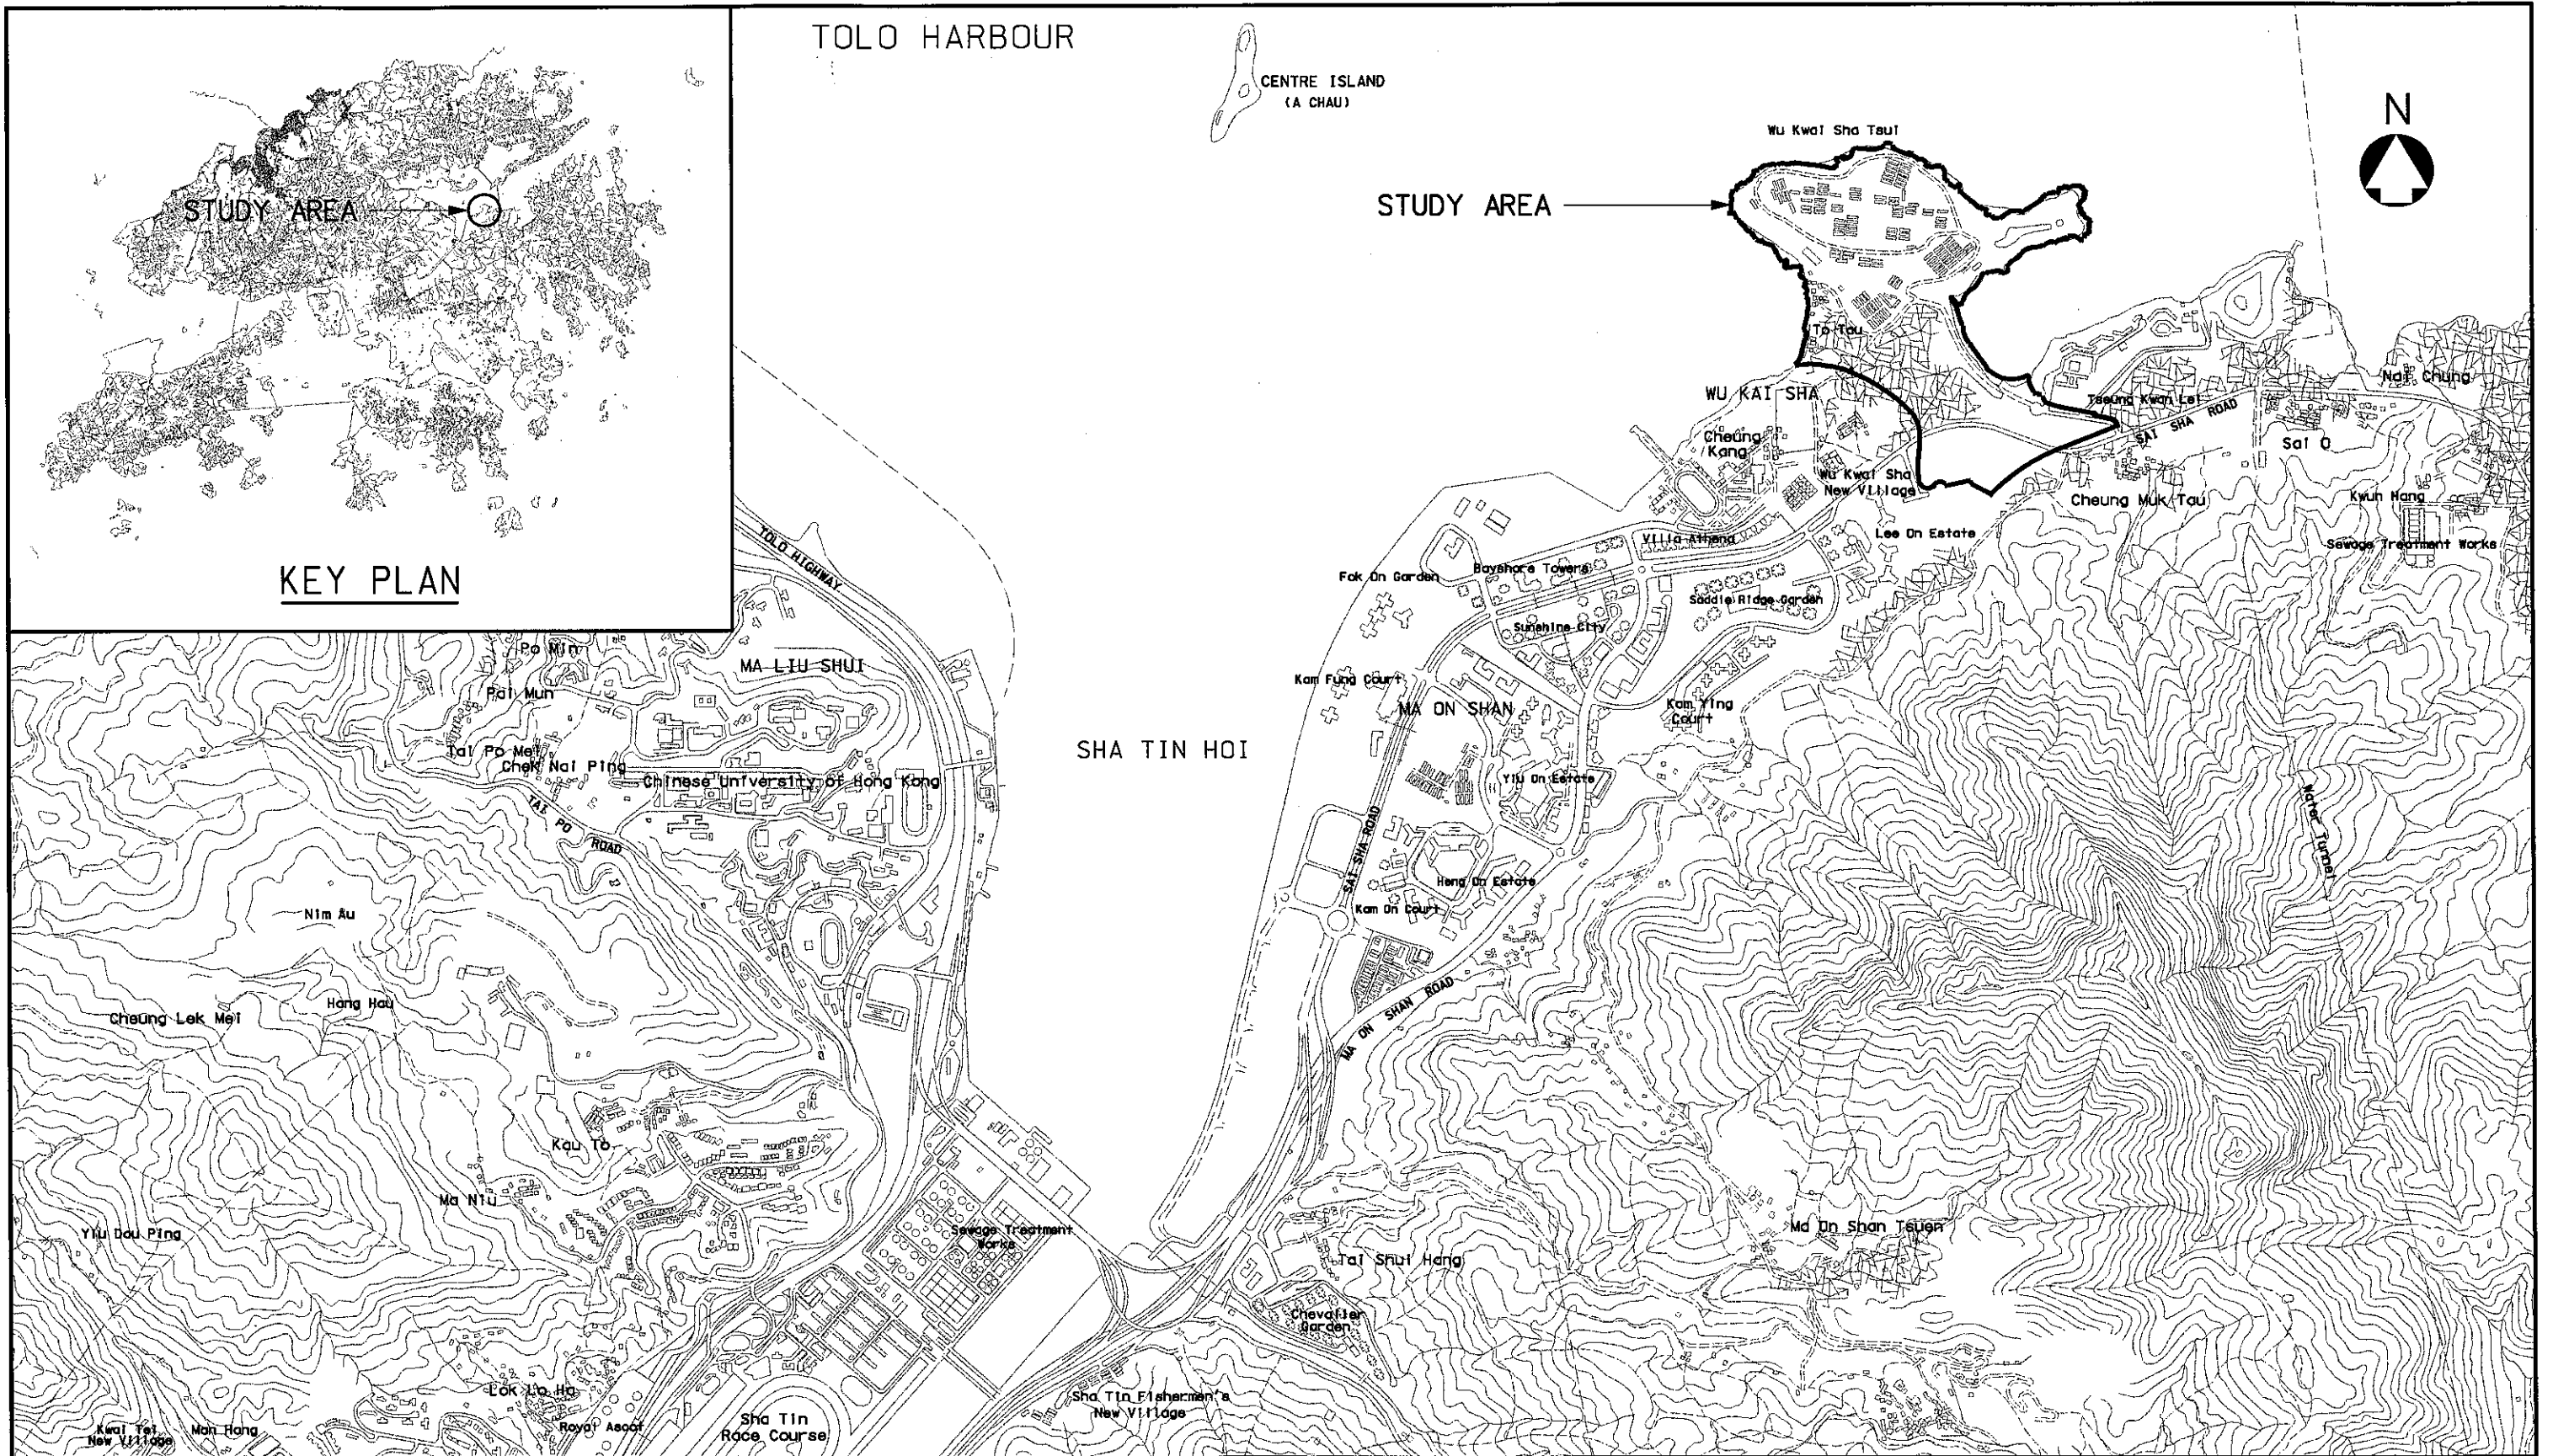 TOLO HARBOUR
CENTRE ISLAND
(A CHAU)
N
Wu Kwai Sha Tsui
STUDY AREA
STUDY AREA
KEY PLAN
To Tau
WU KAI SHA
Nai Chung
Tseung Kwan Lei
SAI SHA ROAD
Sai O
Cheung
Kang
Wu Kwai Sha
New Village
Cheung Muk Tau
Kwun Hang
Sewage Treatment Works
Lee On Estate
Villa Athena
TOLO HIGHWAY
Fok On Garden
Bayshore Towers
Saddle Ridge Garden
Sunshine City
Po Min
MA LIU SHUI
Pai Mun
Kam Fung Court
MA ON SHAN
Kam Ying
Court
Tai Po Mei
Chek Nai Ping
Chinese University of Hong Kong
SHA TIN HOI
Yiu On Estate
TAI PO ROAD
SAI SHA ROAD
Water Tunnel
Heng On Estate
Kam On Court
Nim Au
Hang Hau
Cheung Lek Mei
MA ON SHAN ROAD
Kau To
Ma Niu
Yiu Dau Ping
Sewage Treatment
Works
Ma On Shan Tsuen
Tai Shui Hang
Chevalier
Garden
Lok Lo Ha
Royal Ascot
Sha Tin
Race Course
Sha Tin Fishermen's
New Village
Kwai Tei
New Village
Man Hang